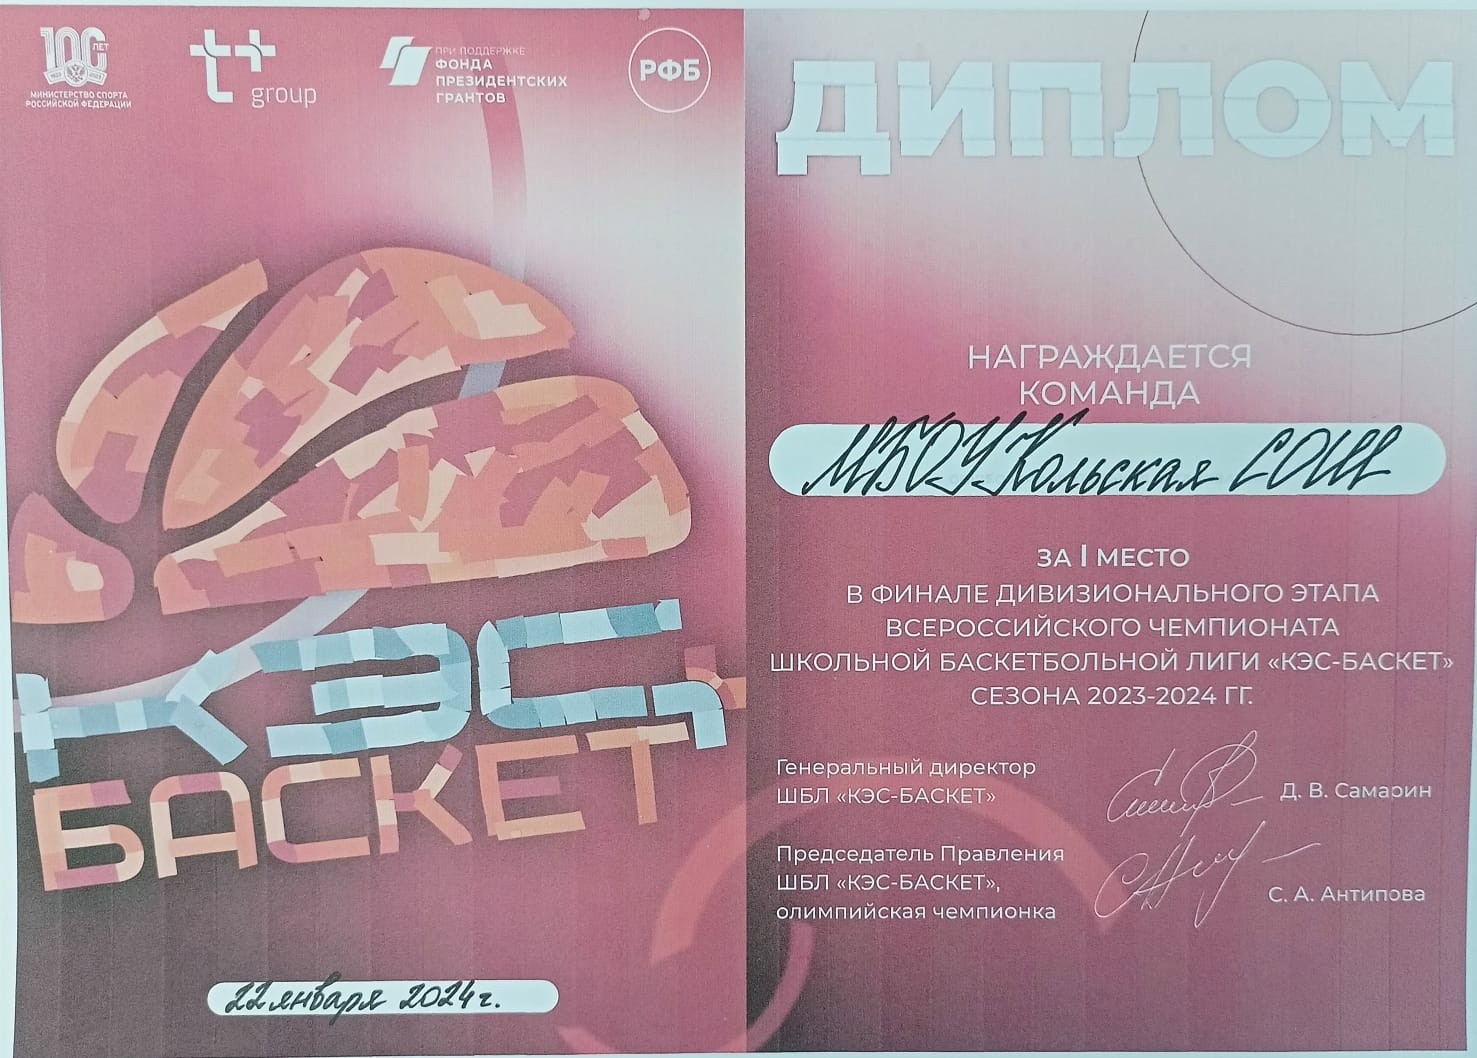 100 ЛЕТ
1923 2023
МИНИСТЕРСТВО СПОРТА
РОССИЙСКОЙ ФЕДЕРАЦИИ
t+
group
ПРИ ПОДДЕРЖКЕ
ФОНДА
ПРЕЗИДЕНТСКИХ
ГРАНТОВ
РФБ
КЭС
БАСКЕТ
22 января 2024 г.
ДИПЛОМ
НАГРАЖДАЕТСЯ
КОМАНДА
МБОУ Кольская СОШ
ЗА I МЕСТО
В ФИНАЛЕ ДИВИЗИОНАЛЬНОГО ЭТАПА
ВСЕРОССИЙСКОГО ЧЕМПИОНАТА
ШКОЛЬНОЙ БАСКЕТБОЛЬНОЙ ЛИГИ «КЭС-БАСКЕТ»
СЕЗОНА 2023-2024 ГГ.
Генеральный директор
ШБЛ «КЭС-БАСКЕТ»
Д. В. Самарин
Председатель Правления
ШБЛ «КЭС-БАСКЕТ»,
олимпийская чемпионка
С. А. Антипова